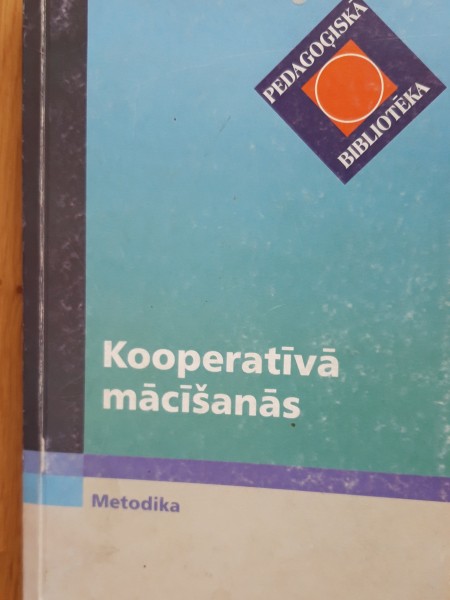 PEDAGOĢISKĀ
BIBLIOTĒKA
Kooperatīvā
mācīšanās
Metodika